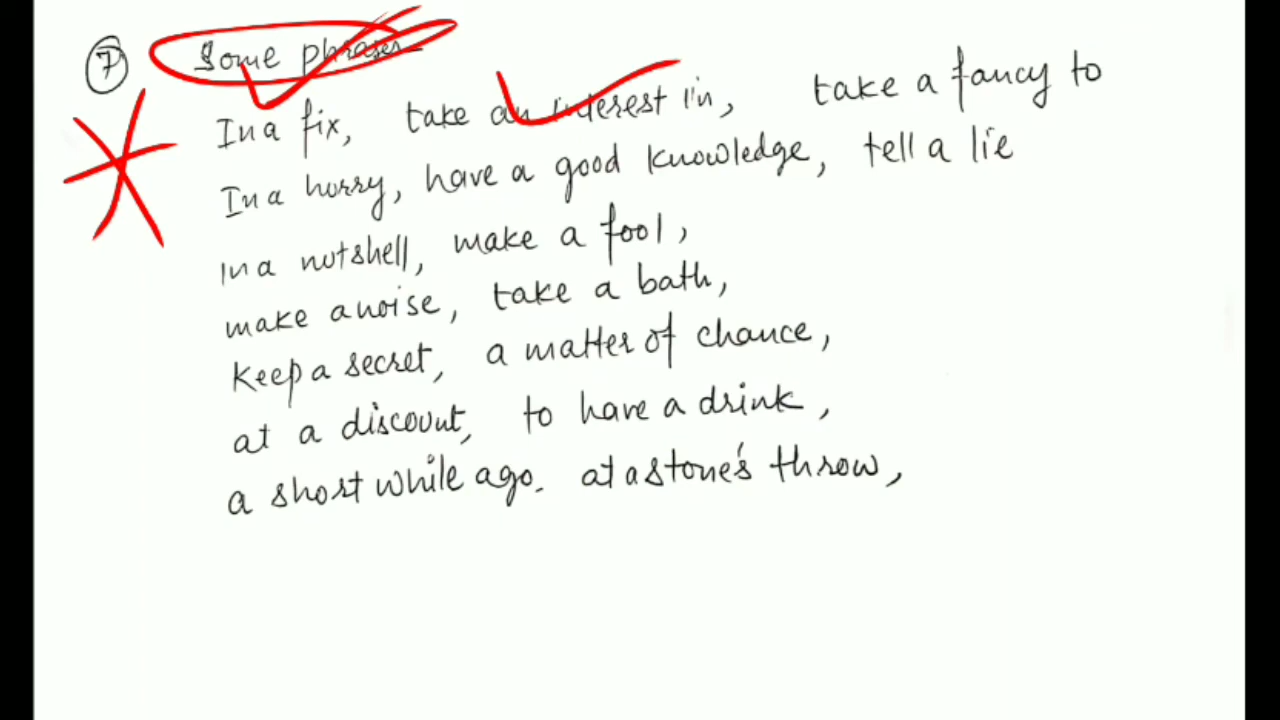 7 Some phrases
In a fix, take an interest in, take a fancy to
In a horry, have a good knowledge, tell a lie
In a nutshell, make a fool,
make a noise, take a bath,
Keep a secret, a matter of chance,
at a discount, to have a drink,
a short while ago. at a stone's throw,